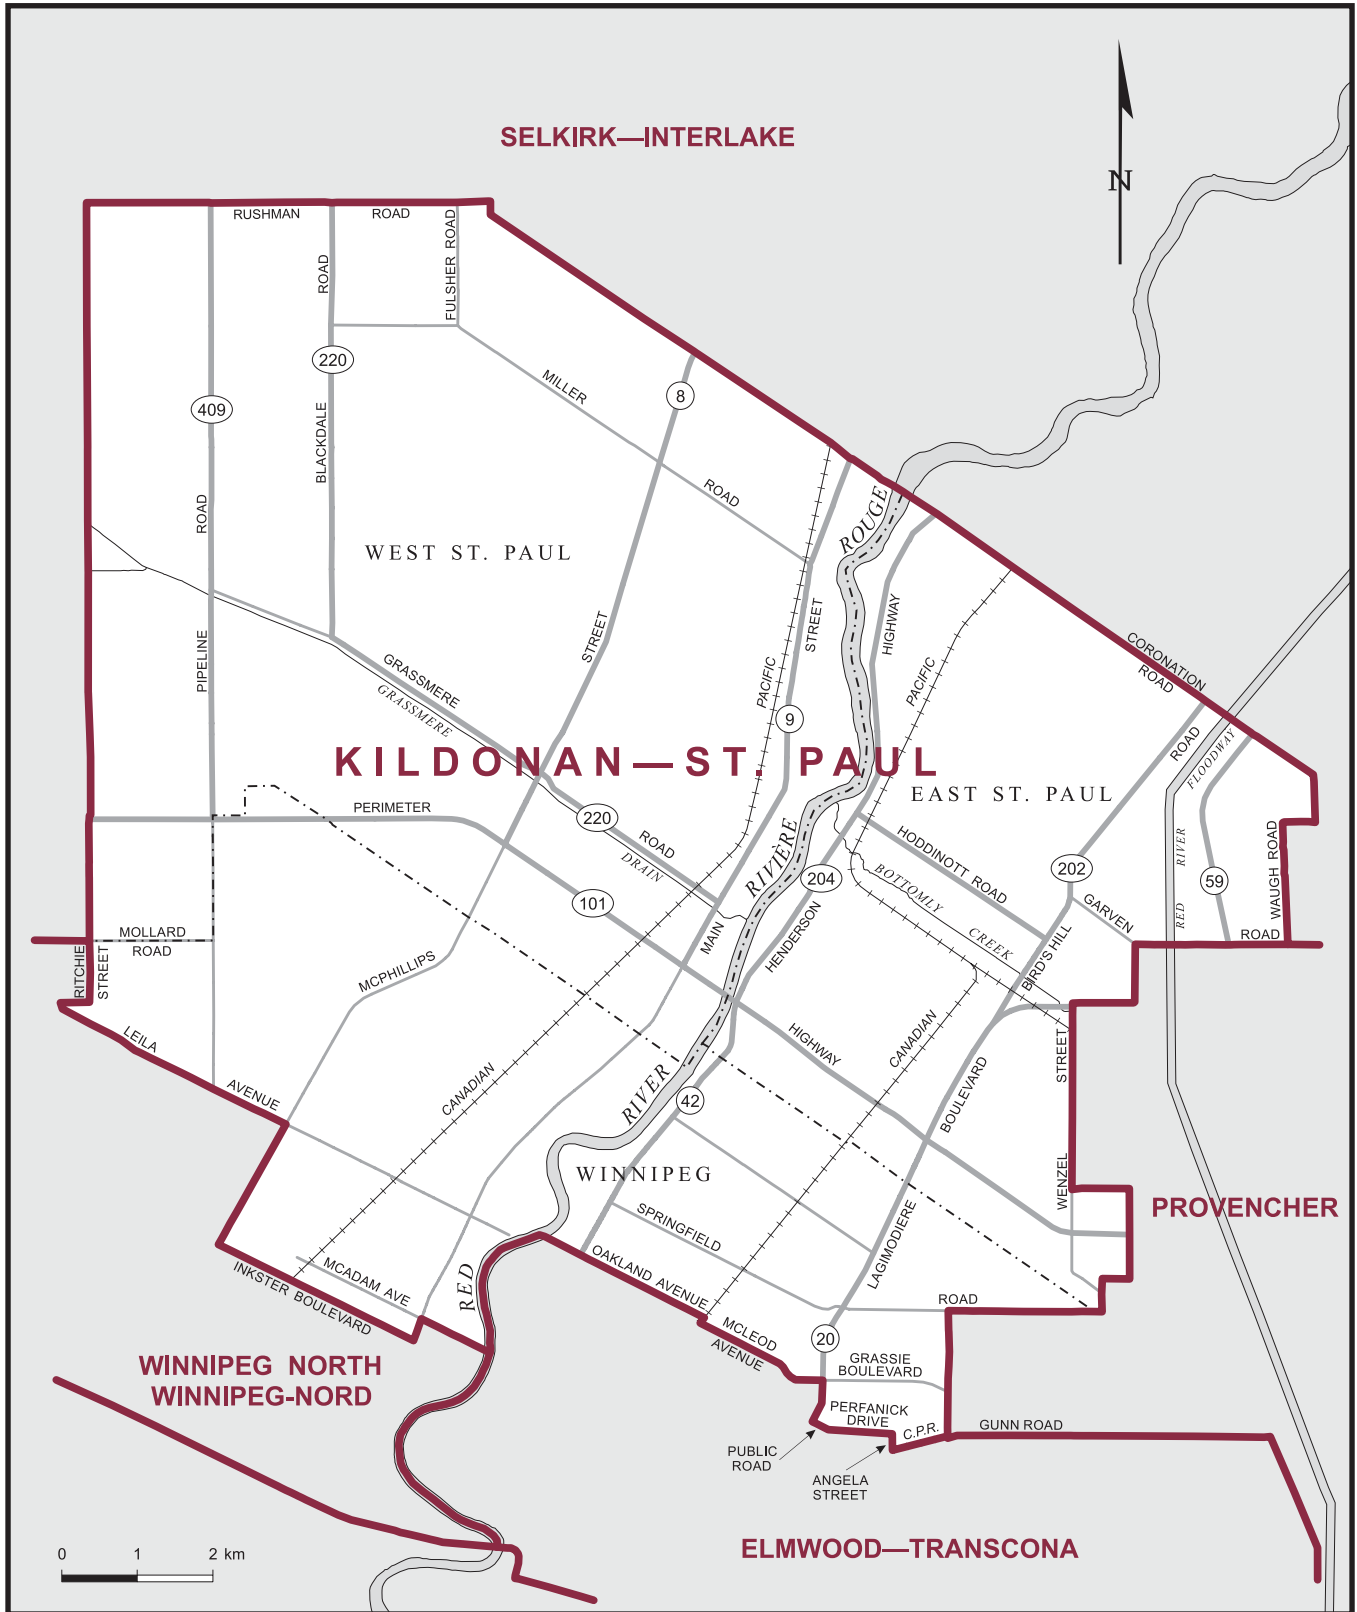 SELKIRK—INTERLAKE
N
RUSHMAN ROAD
FULSHER ROAD
ROAD
220
8
409
MILLER
BLACKDALE
ROAD
ROAD
ROUGE
WEST ST. PAUL
STREET
STREET
HIGHWAY
PIPELINE
PACIFIC
PACIFIC
CORONATION
ROAD
GRASSMERE
GRASSMERE
9
ROAD
FLOODWAY
KILDONAN—ST. PAUL
EAST ST. PAUL
PERIMETER
220
ROAD
DRAIN
RIVIÈRE
HODDINOTT ROAD
RIVER
WAUGH ROAD
204
BOTTOMLY
202
59
101
GARVEN
RED
MOLLARD
ROAD
MAIN
HENDERSON
CREEK
ROAD
RITCHIE
STREET
MCPHILLIPS
BIRD'S HILL
LEILA
HIGHWAY
CANADIAN
STREET
AVENUE
CANADIAN
RIVER
42
BOULEVARD
WINNIPEG
WENZEL
PROVENCHER
SPRINGFIELD
LAGIMODIERE
INKSTER BOULEVARD
MCADAM AVE
RED
OAKLAND AVENUE
ROAD
MCLEOD
AVENUE
20
WINNIPEG NORTH
WINNIPEG-NORD
GRASSIE
BOULEVARD
PERFANICK
DRIVE
C.P.R.
GUNN ROAD
PUBLIC
ROAD
ANGELA
STREET
ELMWOOD—TRANSCONA
0 1 2 km